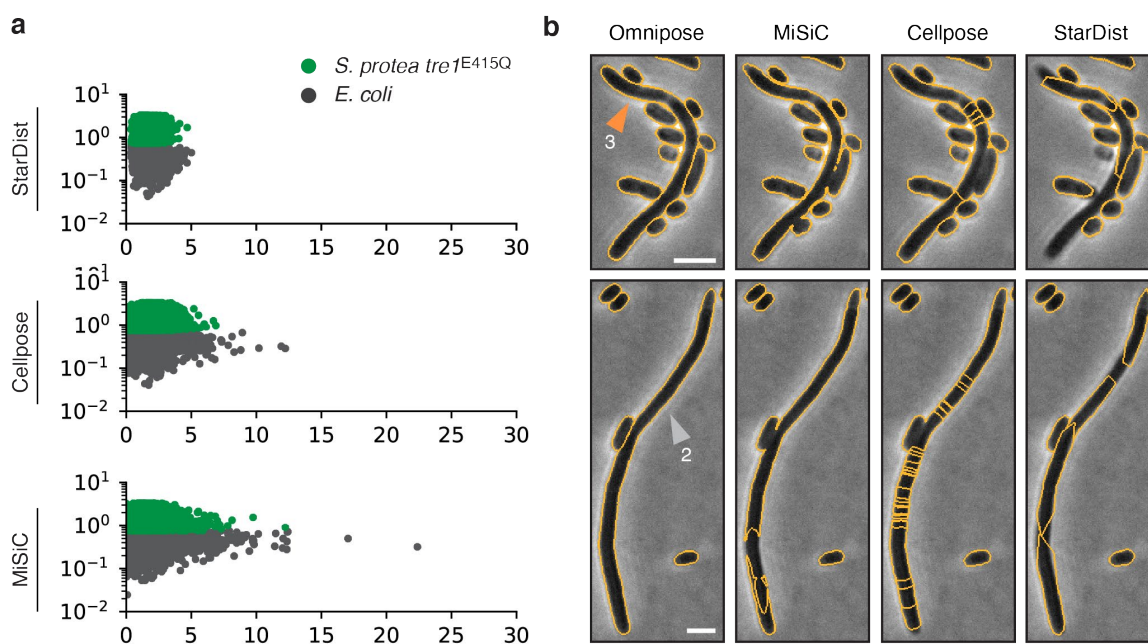 a
S. protea tre1E415Q
E. coli
StarDist
10¹
10⁰
10⁻¹
10⁻²
0 5 10 15 20 25 30
Cellpose
10¹
10⁰
10⁻¹
10⁻²
0 5 10 15 20 25 30
MiSiC
10¹
10⁰
10⁻¹
10⁻²
0 5 10 15 20 25 30
b
Omnipose MiSiC Cellpose StarDist
3
2